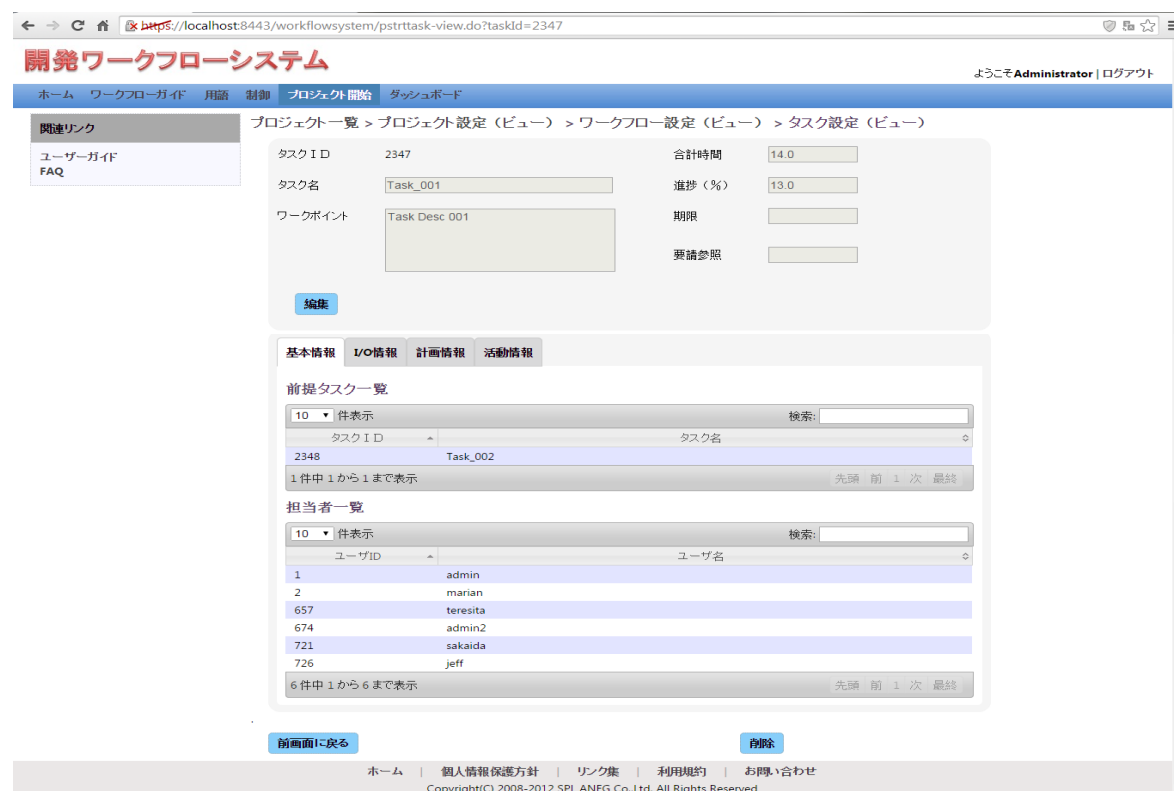 https://localhost:8443/workflowsystem/pstrttask-view.do?taskId=2347
開発ワークフローシステム
ようこそAdministrator | ログアウト
ホーム ワークフローガイド 用語 制御 プロジェクト開始 ダッシュボード
関連リンク
ユーザーガイド
FAQ
プロジェクト一覧 > プロジェクト設定（ビュー） > ワークフロー設定（ビュー） > タスク設定（ビュー）
タスクＩＤ 2347 合計時間 14.0
タスク名 Task_001 進捗（%） 13.0
ワークポイント Task Desc 001 期限
要請参照
編集
基本情報 I/O情報 計画情報 活動情報
前提タスク一覧
10 件表示 検索:
タスクＩＤ タスク名
2348 Task_002
1 件中 1 から 1 まで表示 先頭 前 1 次 最終
担当者一覧
10 件表示 検索:
ユーザID ユーザ名
1 admin
2 marian
657 teresita
674 admin2
721 sakaida
726 jeff
6 件中 1 から 6 まで表示 先頭 前 1 次 最終
前画面に戻る 削除
ホーム | 個人情報保護方針 | リンク集 | 利用規約 | お問い合わせ
Copyright(C) 2008-2012 SPLANEG Co.,Ltd. All Rights Reserved